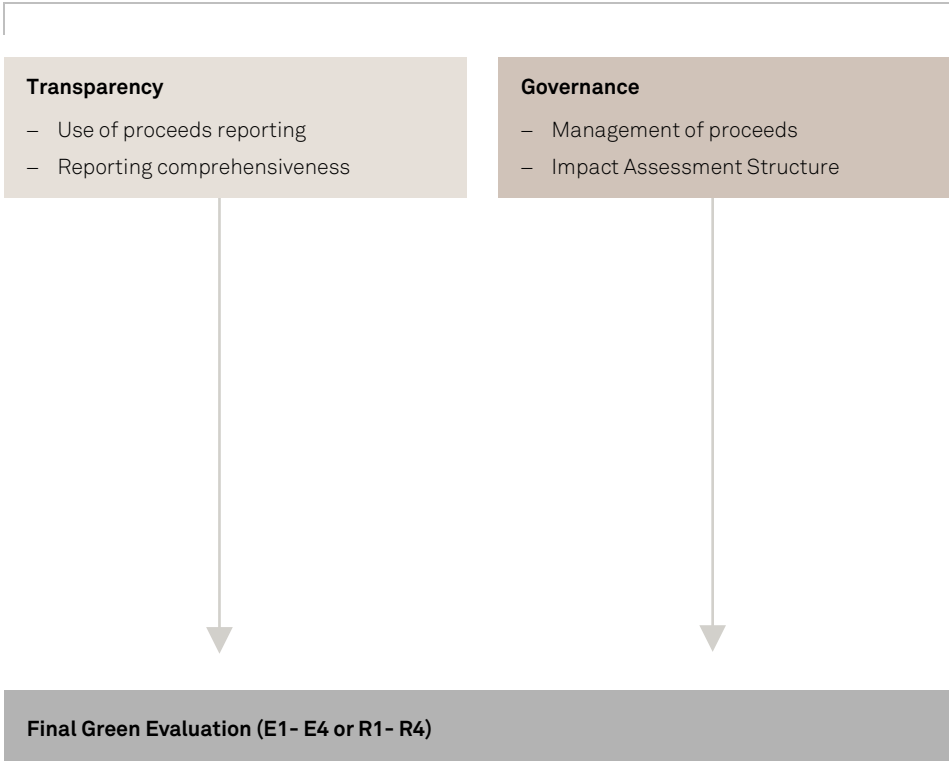 Transparency
– Use of proceeds reporting
– Reporting comprehensiveness
Governance
– Management of proceeds
– Impact Assessment Structure
Final Green Evaluation (E1- E4 or R1- R4)